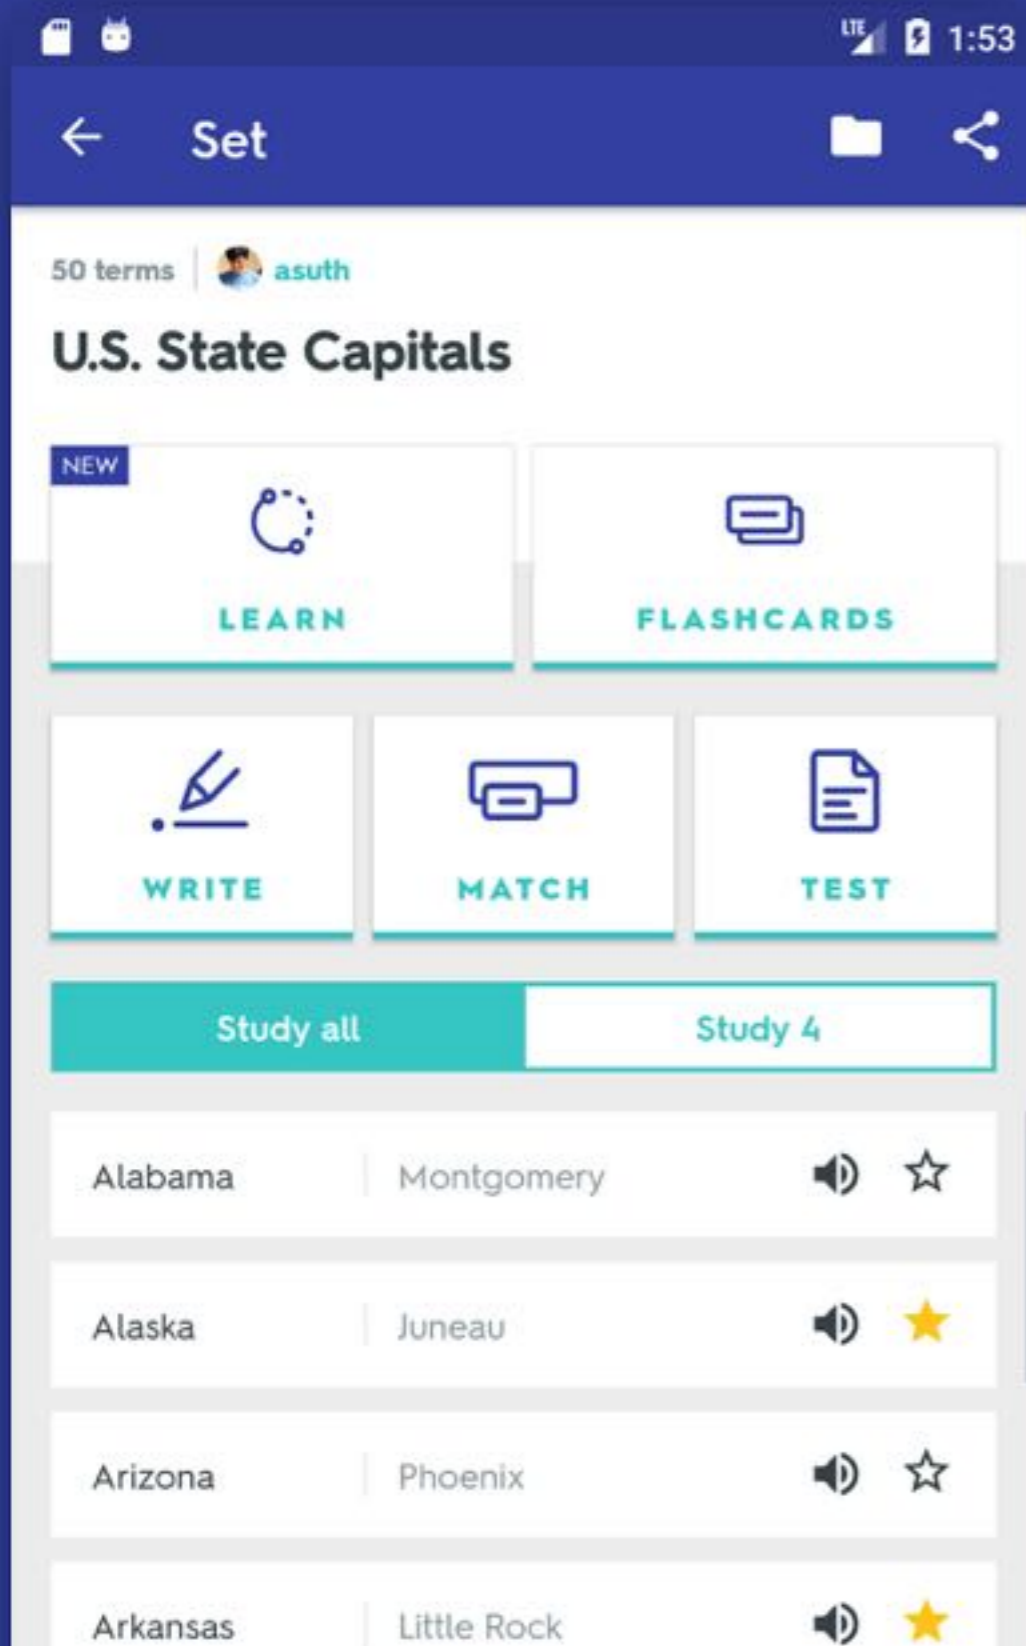 LTE 1:53
Set
50 terms asuth
U.S. State Capitals
NEW
LEARN FLASHCARDS
WRITE MATCH TEST
Study all Study 4
Alabama Montgomery
Alaska Juneau
Arizona Phoenix
Arkansas Little Rock